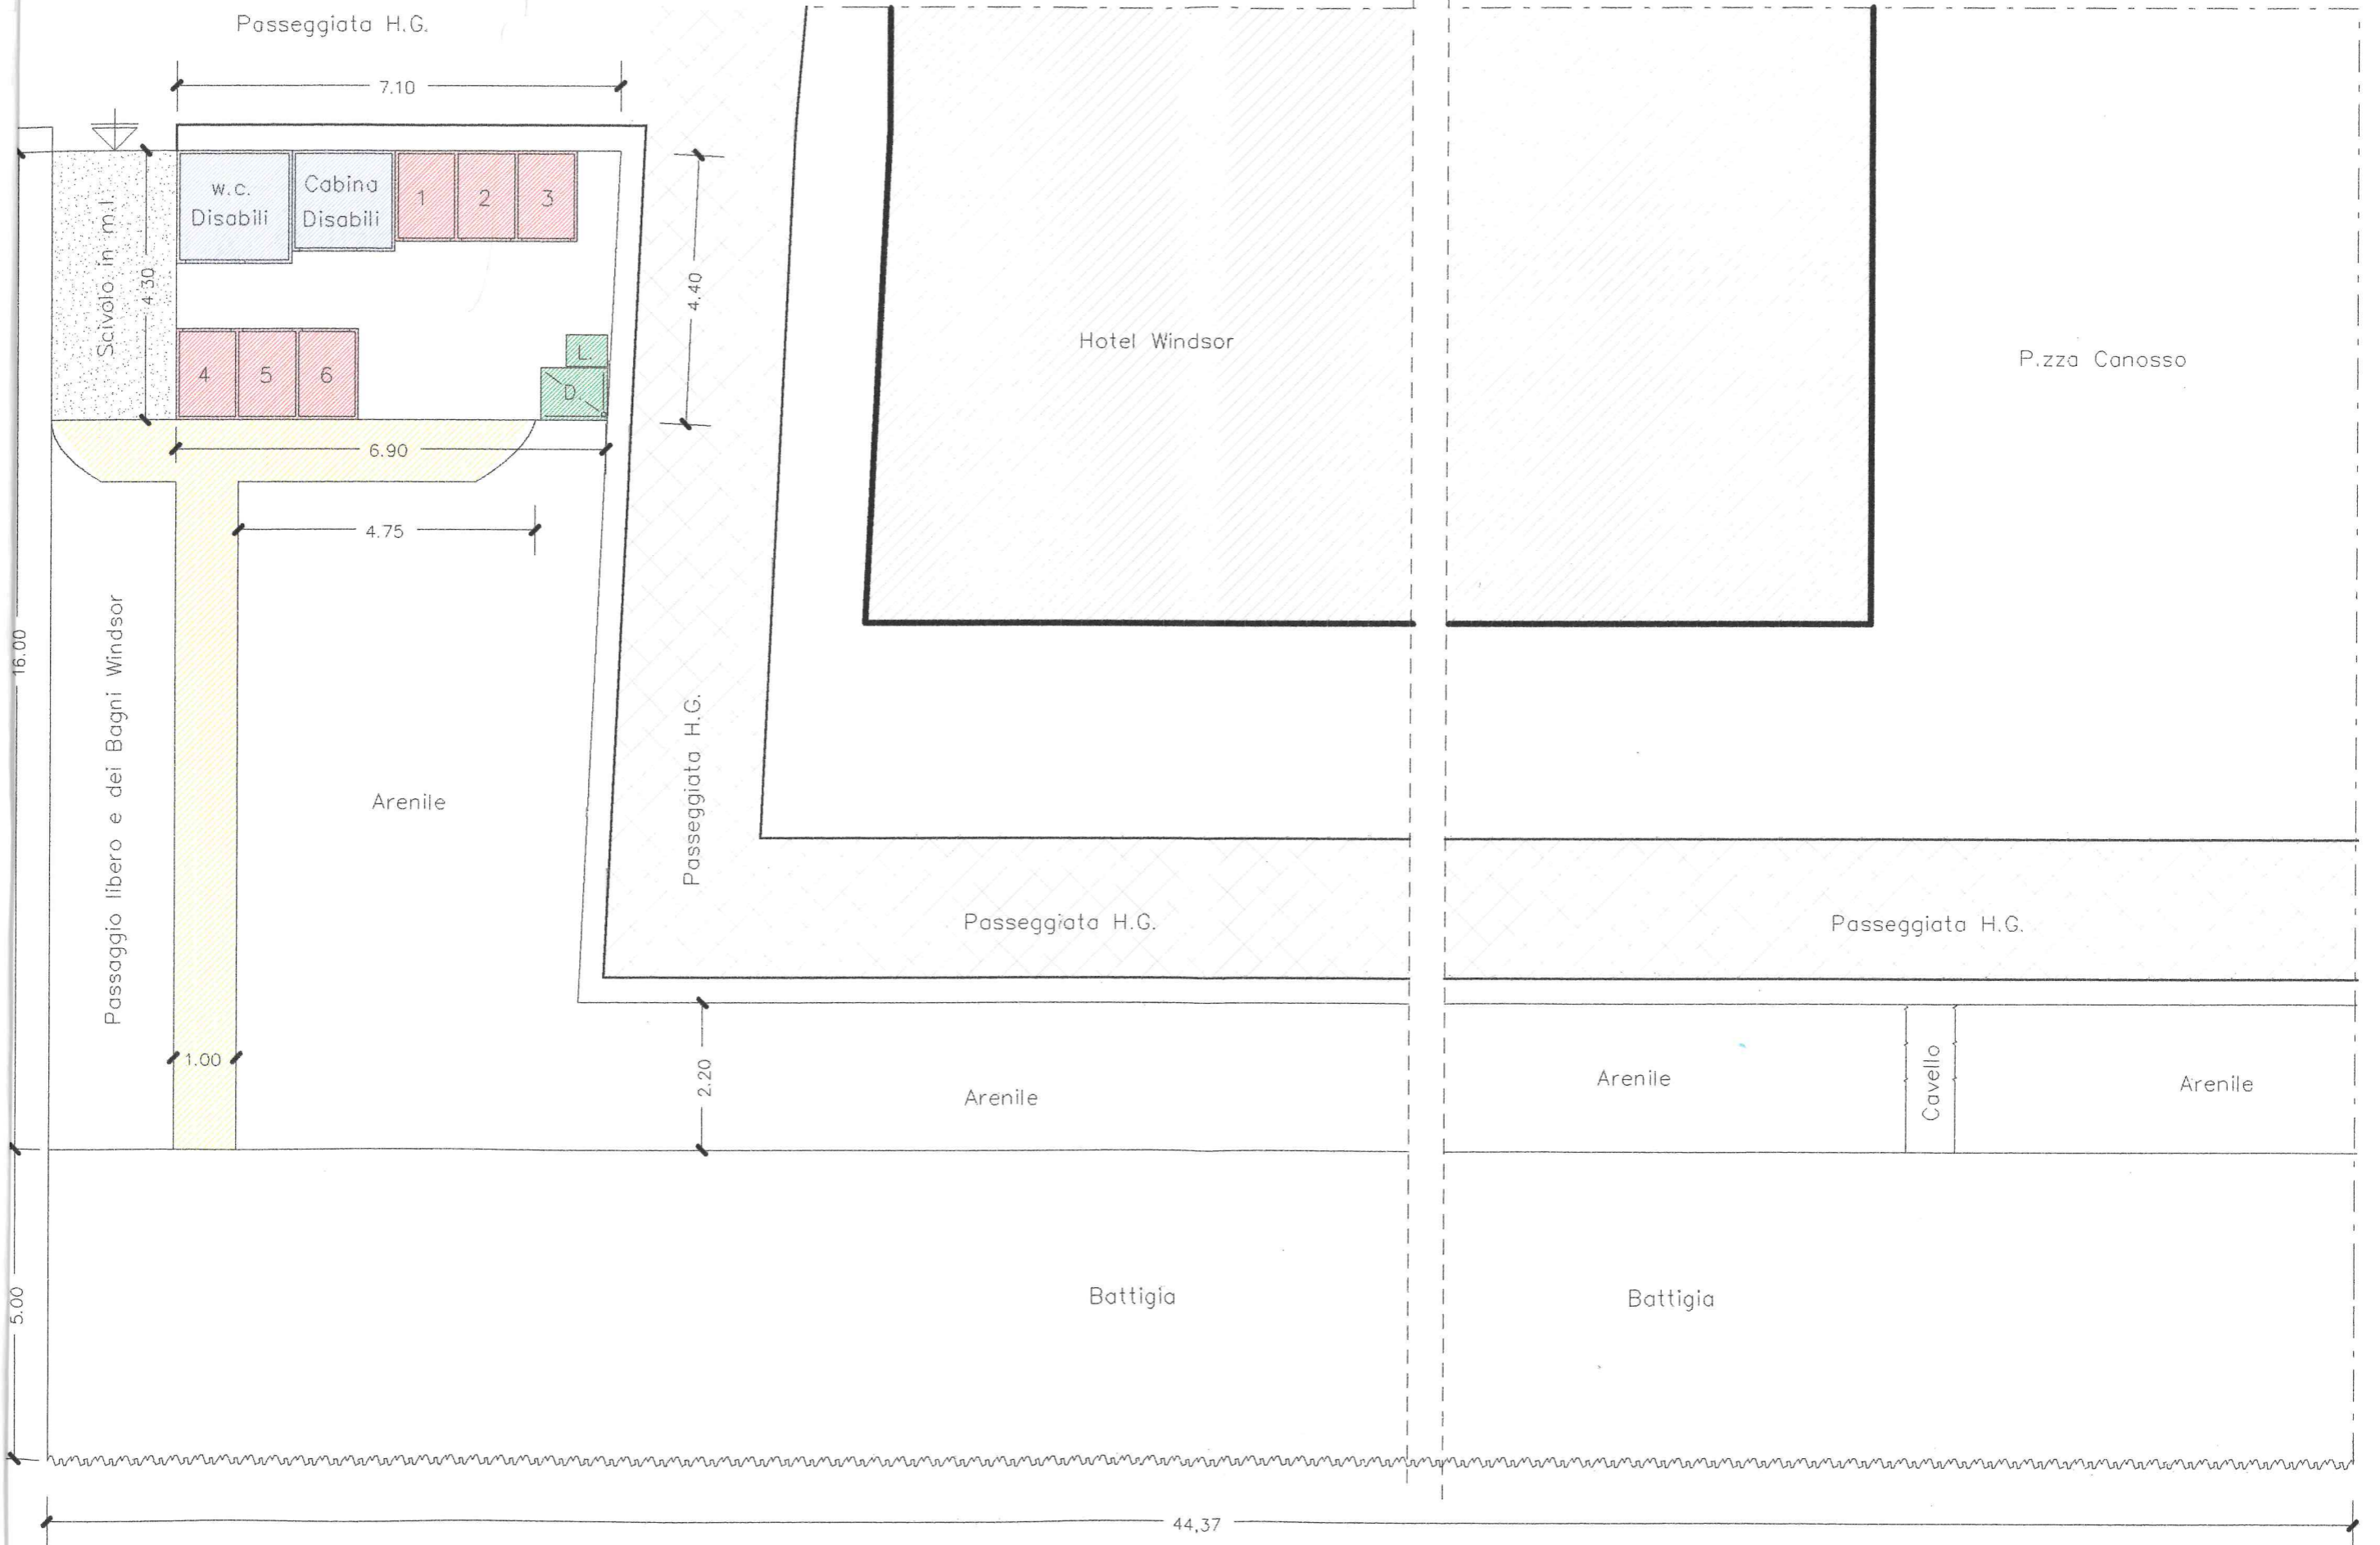 Passeggiata H.G.
7.10
w.c.
Disabili
Cabina
Disabili
1
2
3
Scivolo in m.l.
4.30
4.40
4
5
6
L.
D.
6.90
4.75
Hotel Windsor
P.zza Canosso
16.00
Passaggio libero e dei Bagni Windsor
Arenile
Passeggiata H.G.
Passeggiata H.G.
Passeggiata H.G.
1.00
2.20
Arenile
Arenile
Cavello
Arenile
5.00
Battigia
Battigia
44,37